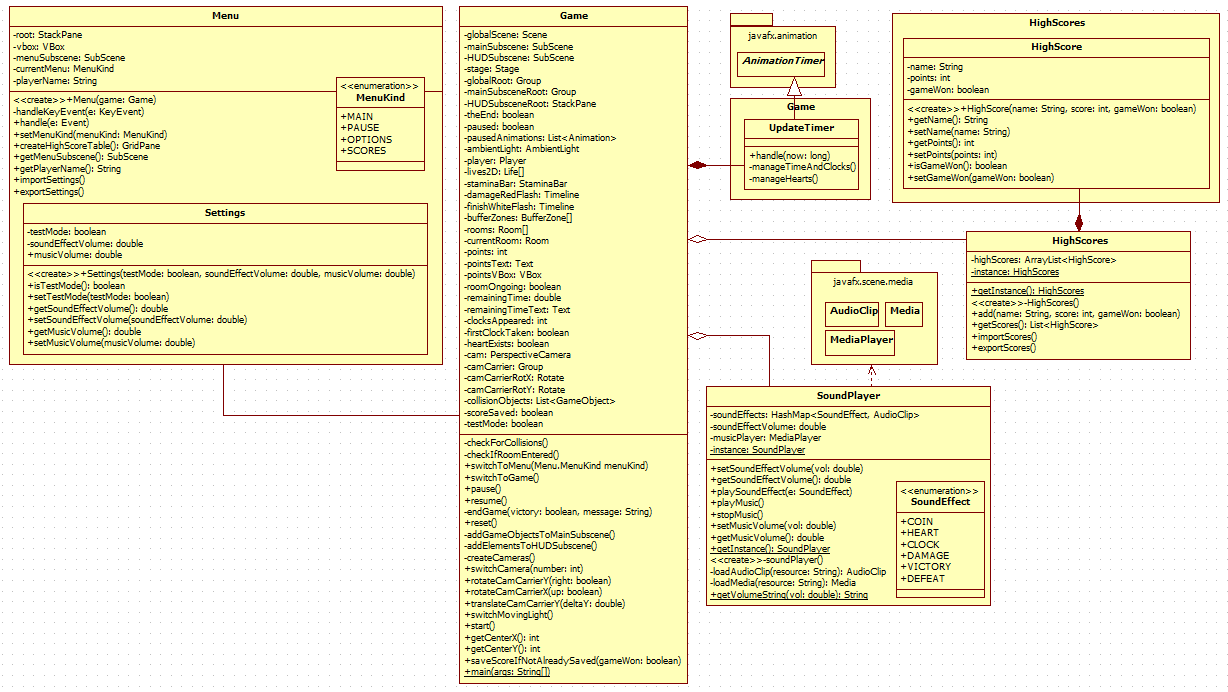 Menu
-root: StackPane
-vbox: VBox
-menuSubscene: SubScene
-currentMenu: MenuKind
-playerName: String
<<create>>+Menu(game: Game)
-handleKeyEvent(e: KeyEvent)
+handle(e: Event)
+setMenuKind(menuKind: MenuKind)
+createHighScoreTable(): GridPane
+getMenuSubscene(): SubScene
+getPlayerName(): String
+importSettings()
+exportSettings()
<<enumeration>>
MenuKind
+MAIN
+PAUSE
+OPTIONS
+SCORES
Settings
-testMode: boolean
-soundEffectVolume: double
-musicVolume: double
<<create>>+Settings(testMode: boolean, soundEffectVolume: double, musicVolume: double)
+isTestMode(): boolean
+setTestMode(testMode: boolean)
+getSoundEffectVolume(): double
+setSoundEffectVolume(soundEffectVolume: double)
+getMusicVolume(): double
+setMusicVolume(musicVolume: double)
Game
-globalScene: Scene
-mainSubscene: SubScene
-HUDSubscene: SubScene
-stage: Stage
-globalRoot: Group
-mainSubsceneRoot: Group
-HUDSubsceneRoot: StackPane
-theEnd: boolean
-paused: boolean
-pausedAnimations: List<Animation>
-ambientLight: AmbientLight
-player: Player
-lives2D: Life[]
-staminaBar: StaminaBar
-damageRedFlash: Timeline
-finishWhiteFlash: Timeline
-bufferZones: BufferZone[]
-rooms: Room[]
-currentRoom: Room
-points: int
-pointsText: Text
-pointsVBox: VBox
-roomOngoing: boolean
-remainingTime: double
-remainingTimeText: Text
-clocksAppeared: int
-firstClockTaken: boolean
-heartExists: boolean
-cam: PerspectiveCamera
-camCarrier: Group
-camCarrierRotX: Rotate
-camCarrierRotY: Rotate
-collisionObjects: List<GameObject>
-scoreSaved: boolean
-testMode: boolean
-checkForCollisions()
-checkIfRoomEntered()
+switchToMenu(Menu.MenuKind menuKind)
+switchToGame()
+pause()
+resume()
-endGame(victory: boolean, message: String)
+reset()
-addGameObjectsToMainSubscene()
-addElementsToHUDSubscene()
-createCameras()
+switchCamera(number: int)
+rotateCamCarrierY(right: boolean)
+rotateCamCarrierX(up: boolean)
+translateCamCarrierY(deltaY: double)
+switchMovingLight()
+start()
+getCenterX(): int
+getCenterY(): int
+saveScoreIfNotAlreadySaved(gameWon: boolean)
+main(args: String[])
javafx.animation
AnimationTimer
Game
UpdateTimer
+handle(now: long)
-manageTimeAndClocks()
-manageHearts()
HighScores
HighScore
-name: String
-points: int
-gameWon: boolean
<<create>>+HighScore(name: String, score: int, gameWon: boolean)
+getName(): String
+setName(name: String)
+getPoints(): int
+setPoints(points: int)
+isGameWon(): boolean
+setGameWon(gameWon: boolean)
HighScores
-highScores: ArrayList<HighScore>
-instance: HighScores
+getInstance(): HighScores
<<create>>-HighScores()
+add(name: String, score: int, gameWon: boolean)
+getScores(): List<HighScore>
+importScores()
+exportScores()
javafx.scene.media
AudioClip
Media
MediaPlayer
SoundPlayer
-soundEffects: HashMap<SoundEffect, AudioClip>
-soundEffectVolume: double
-musicPlayer: MediaPlayer
-instance: SoundPlayer
+setSoundEffectVolume(vol: double)
+getSoundEffectVolume(): double
+playSoundEffect(e: SoundEffect)
+playMusic()
+stopMusic()
+setMusicVolume(vol: double)
+getMusicVolume(): double
+getInstance(): SoundPlayer
<<create>>-soundPlayer()
-loadAudioClip(resource: String): AudioClip
-loadMedia(resource: String): Media
+getVolumeString(vol: double): String
<<enumeration>>
SoundEffect
+COIN
+HEART
+CLOCK
+DAMAGE
+VICTORY
+DEFEAT